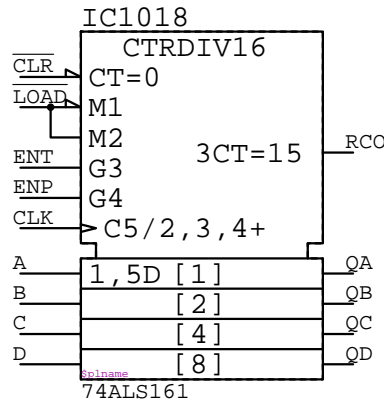 IC1018
CTRDIV16
CLR
CT=0
LOAD
M1
M2
3CT=15
RCO
ENT
G3
ENP
G4
CLK
C5/2,3,4+
A
1,5D [1]
QA
B
[2]
QB
C
[4]
QC
D
[8]
QD
$plname
74ALS161